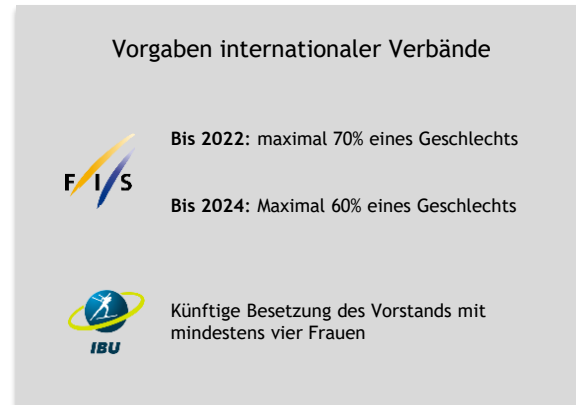 Vorgaben internationaler Verbände
Bis 2022: maximal 70% eines Geschlechts
F I S
Bis 2024: Maximal 60% eines Geschlechts
Künftige Besetzung des Vorstands mit
mindestens vier Frauen
IBU